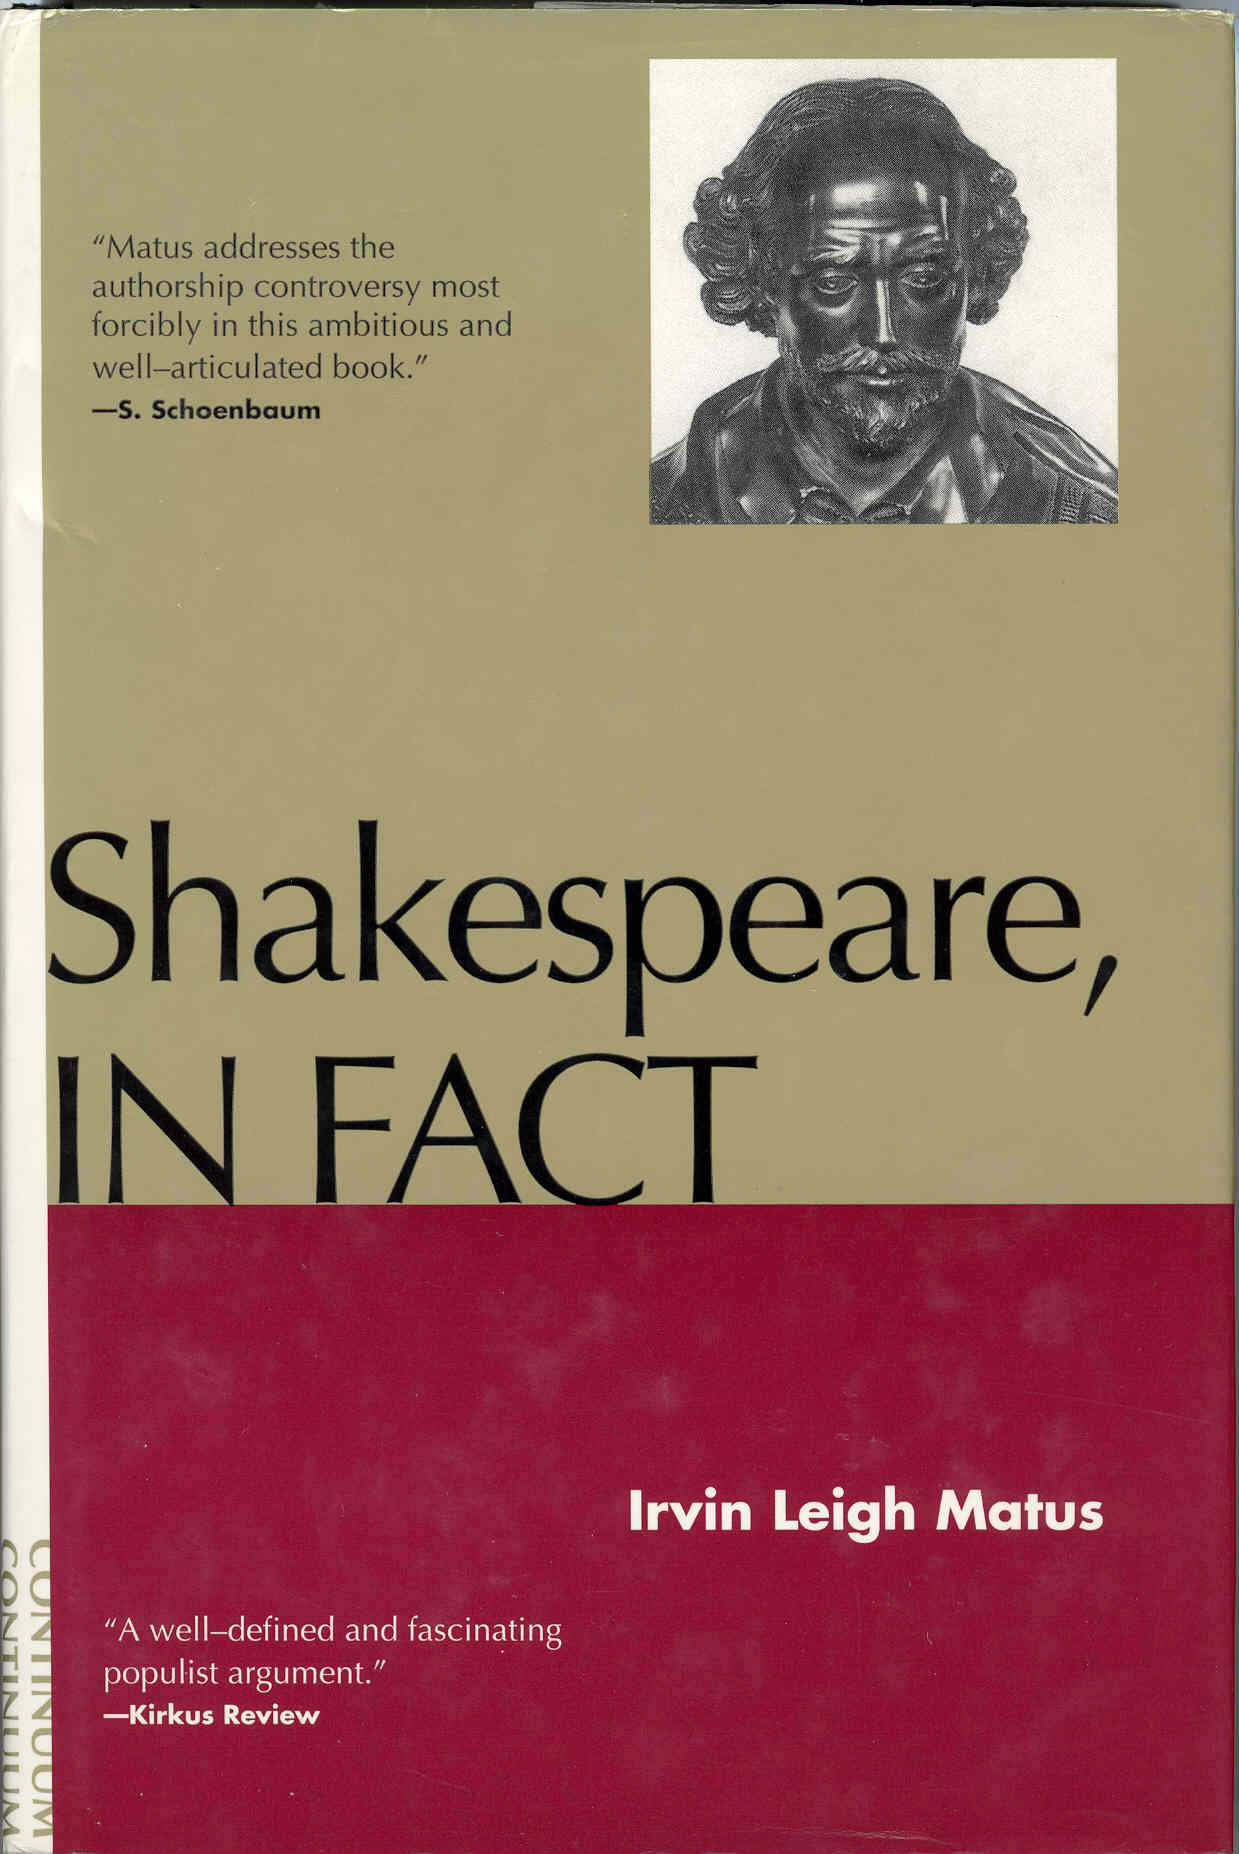 “Matus addresses the
authorship controversy most
forcibly in this ambitious and
well–articulated book.”
—S. Schoenbaum
Shakespeare,
IN FACT
Irvin Leigh Matus
“A well–defined and fascinating
populist argument.”
—Kirkus Review
CONTINUUM
CONTINUUM